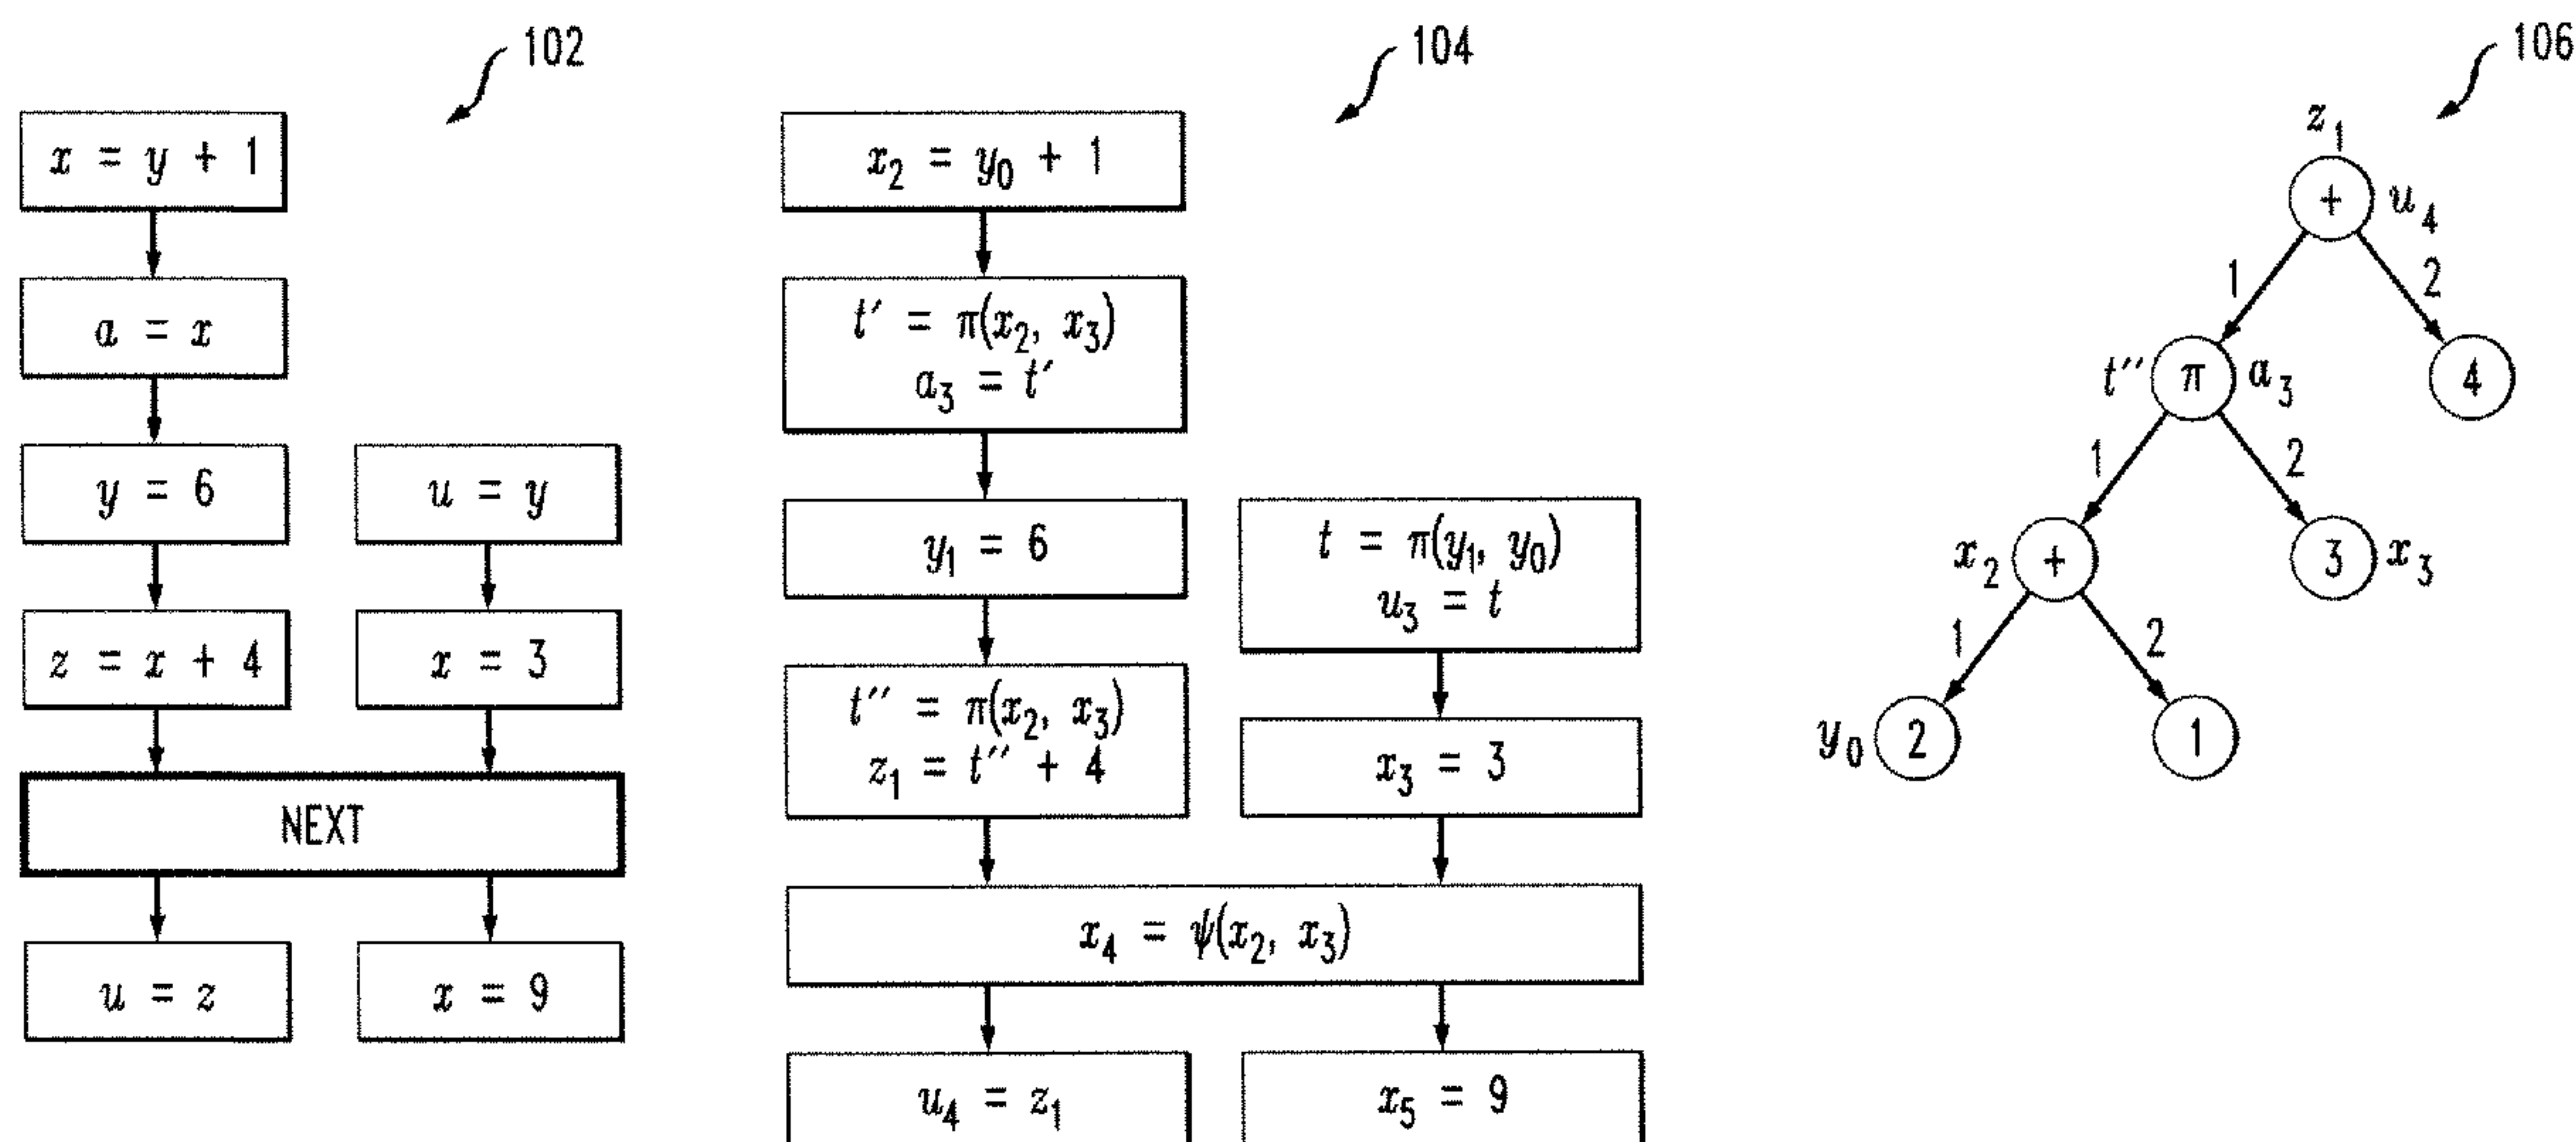 102
x = y + 1
a = x
y = 6
u = y
z = x + 4
x = 3
NEXT
u = z
x = 9
104
x₂ = y₀ + 1
t′ = π(x₂, x₃)
a₃ = t′
y₁ = 6
t = π(y₁, y₀)
u₃ = t
t′′ = π(x₂, x₃)
z₁ = t′′ + 4
x₃ = 3
x₄ = ψ(x₂, x₃)
u₄ = z₁
x₅ = 9
106
z₁
+ u₄
1 2
t′′ π a₃ 4
1 2
x₂ + 3 x₃
1 2
y₀ 2 1